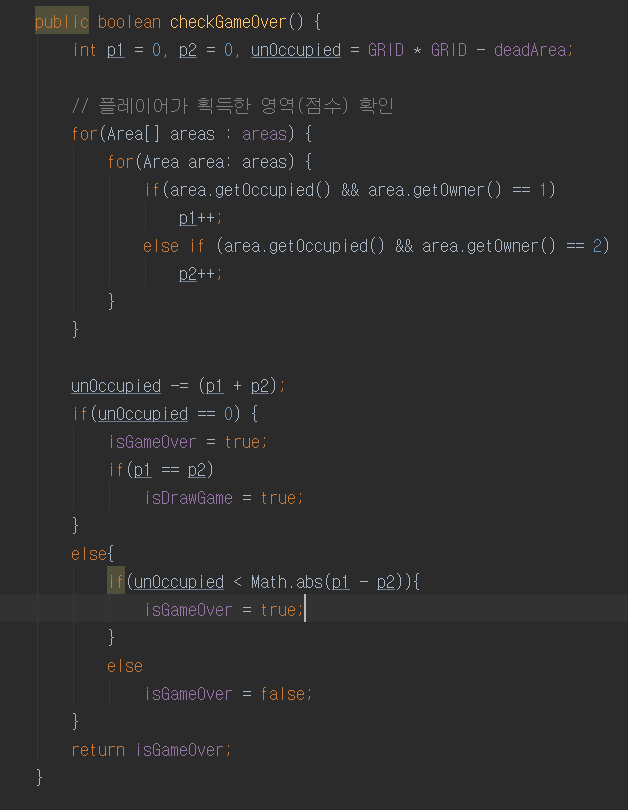 public boolean checkGameOver() {
int p1 = 0, p2 = 0, unOccupied = GRID * GRID - deadArea;
// 플레이어가 획득한 영역(점수) 확인
for(Area[] areas : areas) {
for(Area area: areas) {
if(area.getOccupied() && area.getOwner() == 1)
p1++;
else if (area.getOccupied() && area.getOwner() == 2)
p2++;
}
}
unOccupied -= (p1 + p2);
if(unOccupied == 0) {
isGameOver = true;
if(p1 == p2)
isDrawGame = true;
}
else{
if(unOccupied < Math.abs(p1 - p2)){
isGameOver = true;
}
else
isGameOver = false;
}
return isGameOver;
}